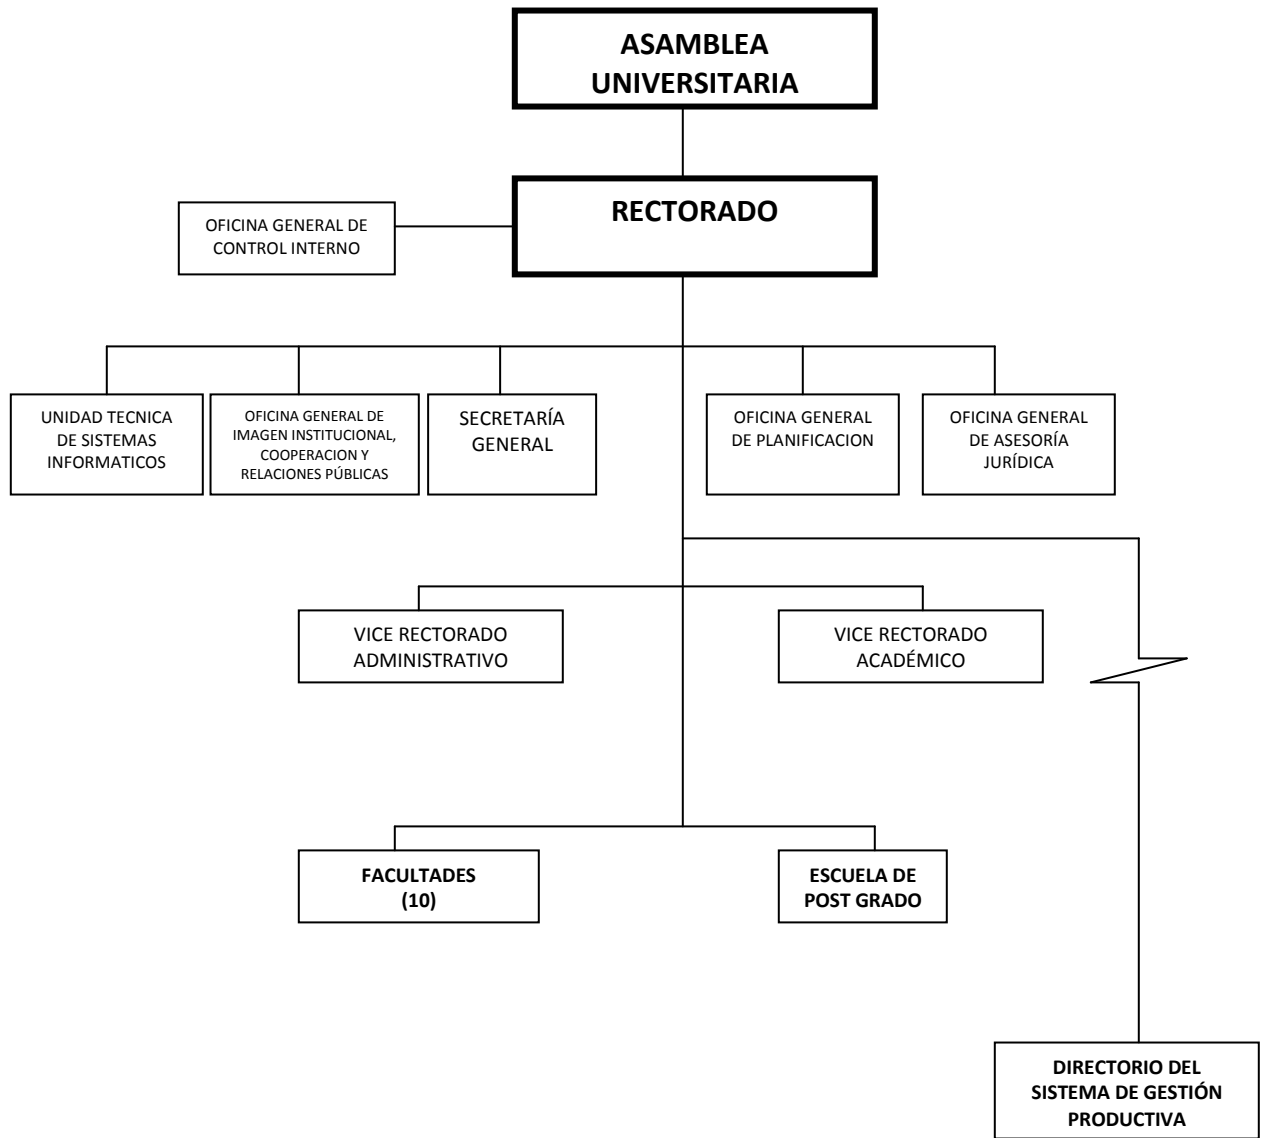 ASAMBLEA
UNIVERSITARIA
RECTORADO
OFICINA GENERAL DE
CONTROL INTERNO
UNIDAD TECNICA
DE SISTEMAS
INFORMATICOS
OFICINA GENERAL DE
IMAGEN INSTITUCIONAL,
COOPERACION Y
RELACIONES PÚBLICAS
SECRETARÍA
GENERAL
OFICINA GENERAL
DE PLANIFICACION
OFICINA GENERAL
DE ASESORÍA
JURÍDICA
VICE RECTORADO
ADMINISTRATIVO
VICE RECTORADO
ACADÉMICO
FACULTADES
(10)
ESCUELA DE
POST GRADO
DIRECTORIO DEL
SISTEMA DE GESTIÓN
PRODUCTIVA